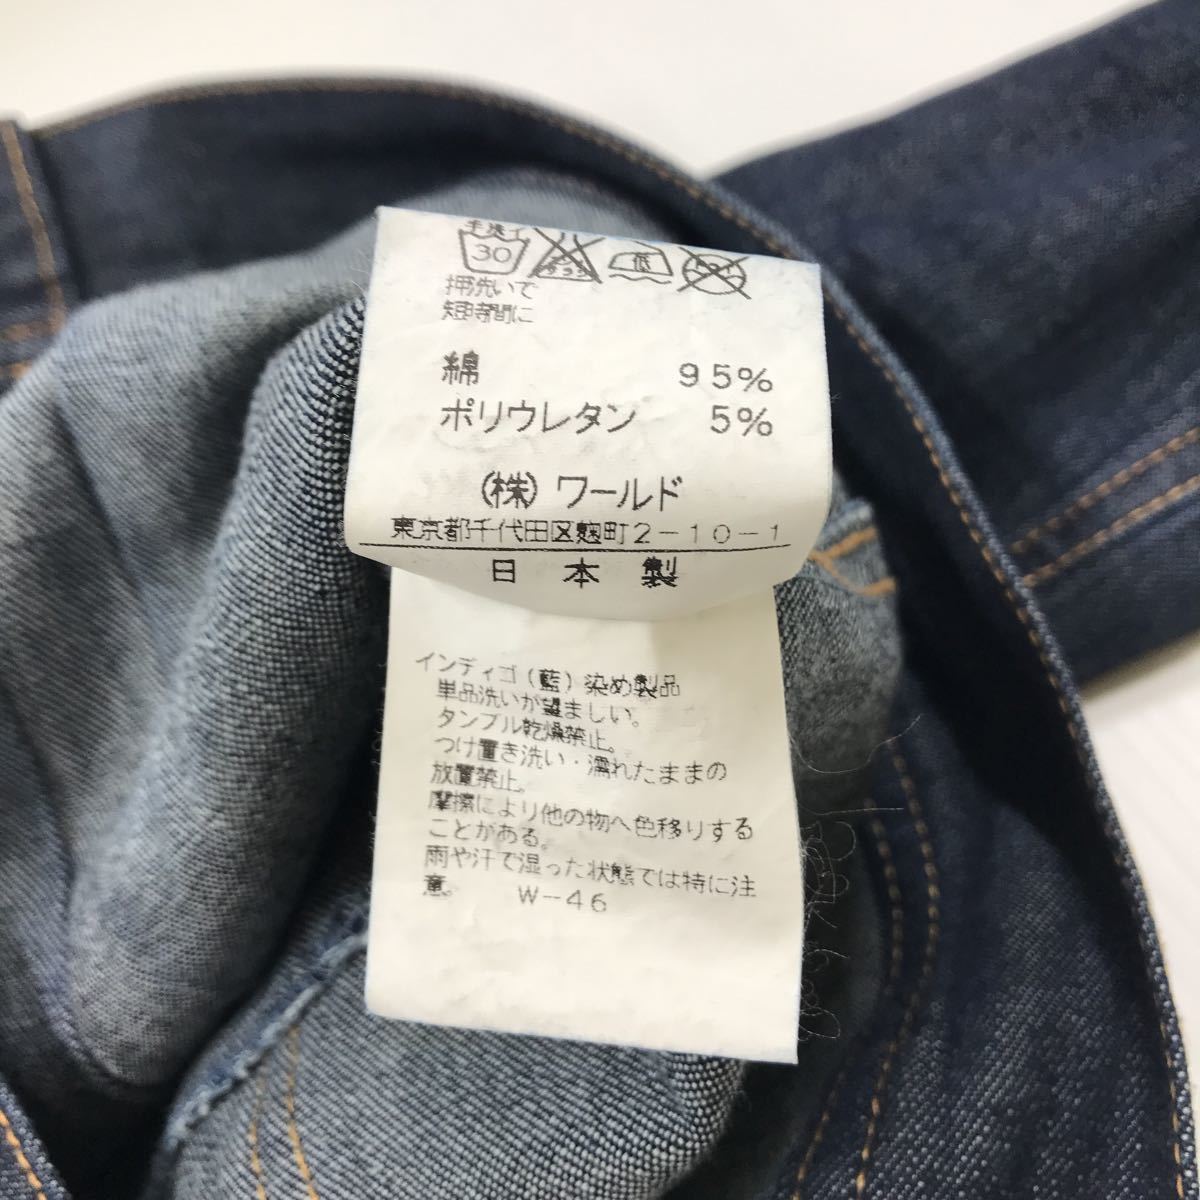 手洗イ
30
低
押洗いで
短時間に
綿 95%
ポリウレタン 5%
(株)ワールド
東京都千代田区麹町2-10-1
日本製
インディゴ(藍)染め製品
単品洗いが望ましい。
タンブル乾燥禁止。
つけ置き洗い・濡れたままの
放置禁止。
摩擦により他の物へ色移りする
ことがある。
雨や汗で湿った状態では特に注
意。 W-46